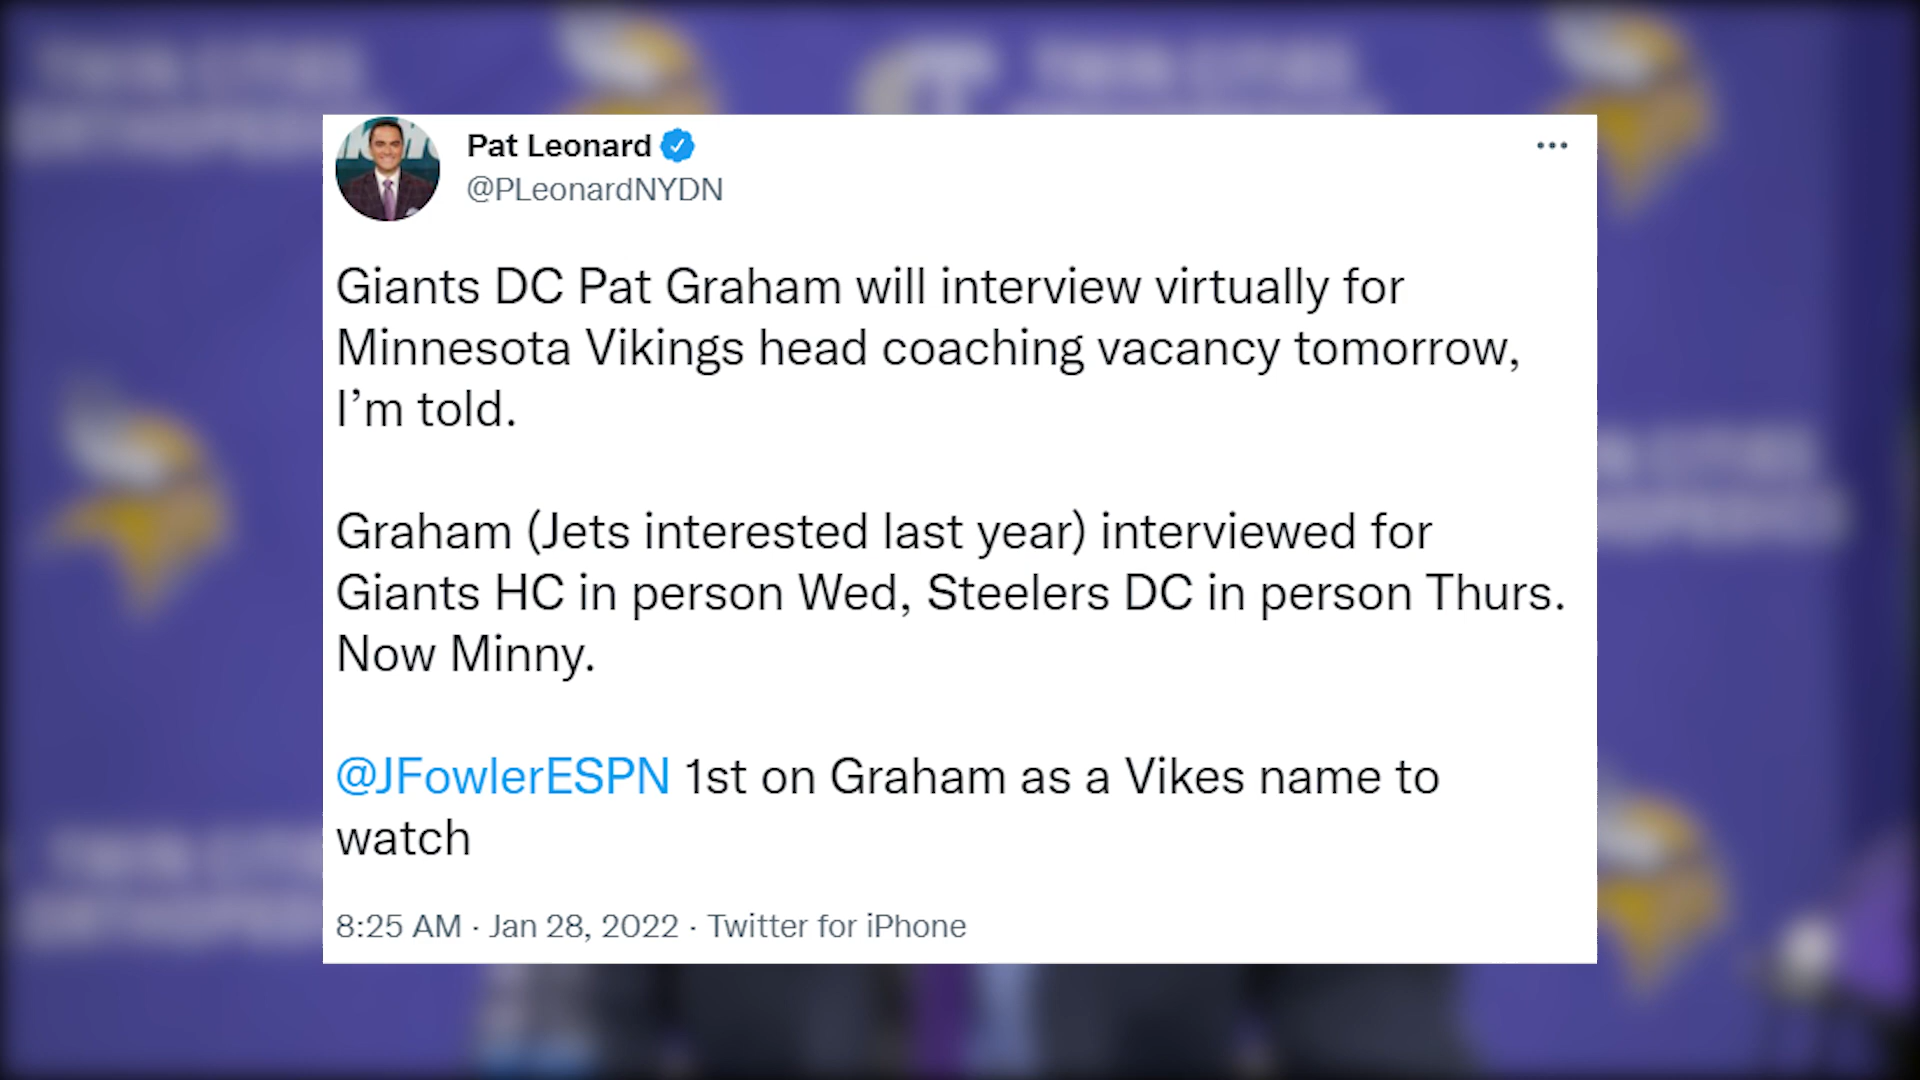 Pat Leonard
@PLeonardNYDN
Giants DC Pat Graham will interview virtually for
Minnesota Vikings head coaching vacancy tomorrow,
I’m told.
Graham (Jets interested last year) interviewed for
Giants HC in person Wed, Steelers DC in person Thurs.
Now Minny.
@JFowlerESPN 1st on Graham as a Vikes name to
watch
8:25 AM · Jan 28, 2022 · Twitter for iPhone